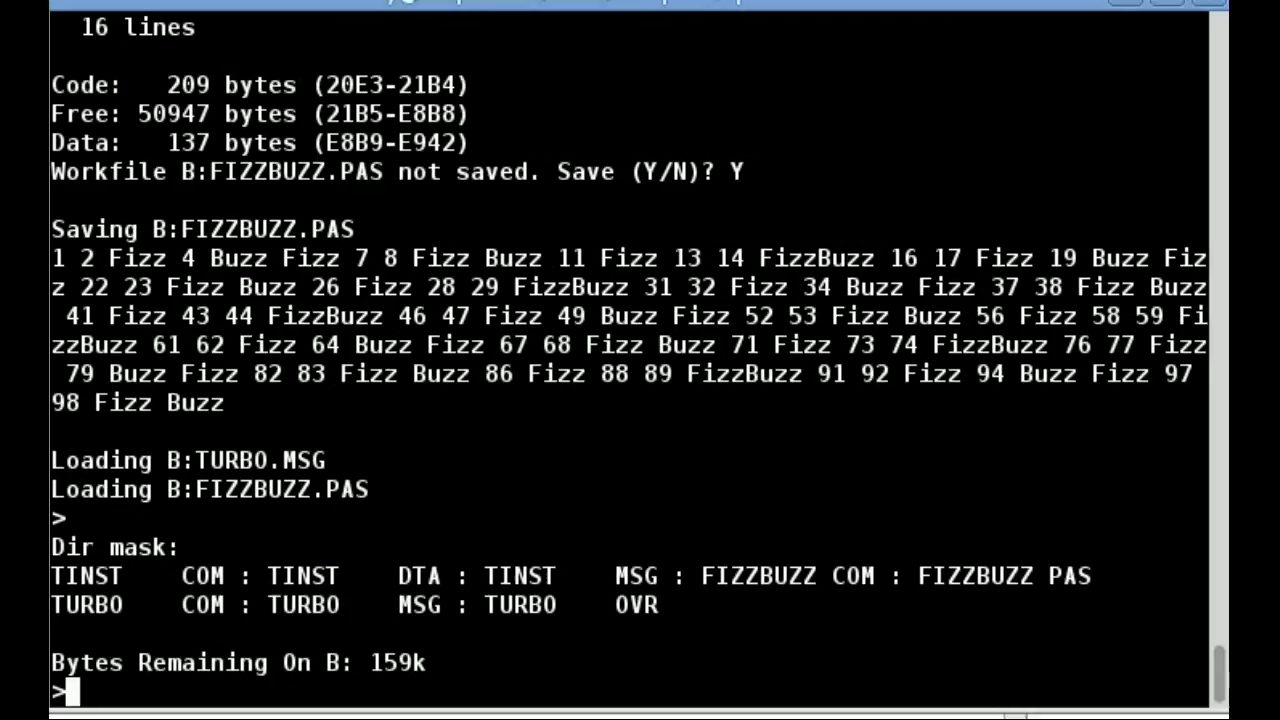 16 lines
Code:   209 bytes (20E3-21B4)
Free: 50947 bytes (21B5-E8B8)
Data:   137 bytes (E8B9-E942)
Workfile B:FIZZBUZZ.PAS not saved. Save (Y/N)? Y
Saving B:FIZZBUZZ.PAS
1 2 Fizz 4 Buzz Fizz 7 8 Fizz Buzz 11 Fizz 13 14 FizzBuzz 16 17 Fizz 19 Buzz Fiz
z 22 23 Fizz Buzz 26 Fizz 28 29 FizzBuzz 31 32 Fizz 34 Buzz Fizz 37 38 Fizz Buzz
41 Fizz 43 44 FizzBuzz 46 47 Fizz 49 Buzz Fizz 52 53 Fizz Buzz 56 Fizz 58 59 Fi
zzBuzz 61 62 Fizz 64 Buzz Fizz 67 68 Fizz Buzz 71 Fizz 73 74 FizzBuzz 76 77 Fizz
79 Buzz Fizz 82 83 Fizz Buzz 86 Fizz 88 89 FizzBuzz 91 92 Fizz 94 Buzz Fizz 97
98 Fizz Buzz
Loading B:TURBO.MSG
Loading B:FIZZBUZZ.PAS
>
Dir mask:
TINST    COM : TINST    DTA : TINST    MSG : FIZZBUZZ COM : FIZZBUZZ PAS
TURBO    COM : TURBO    MSG : TURBO    OVR
Bytes Remaining On B: 159k
>